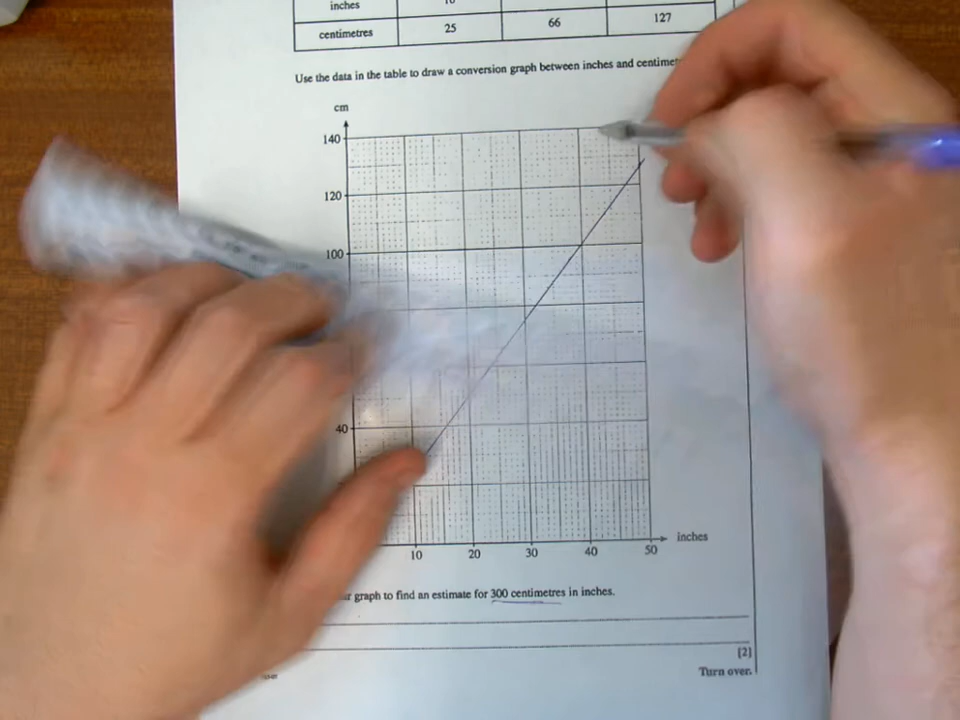 inches 10
centimetres 25 66 127
Use the data in the table to draw a conversion graph between inches and
cm
140
120
100
40
10 20 30 40 50 inches
graph to find an estimate for 300 centimetres in inches.
[2]
Turn over.